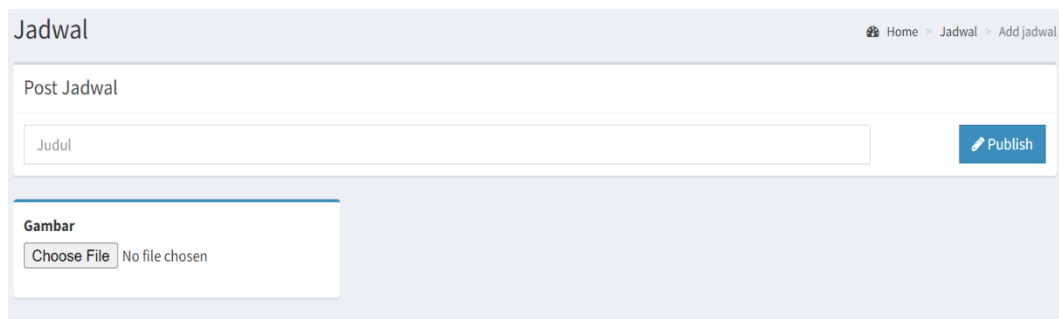 Jadwal
Home > Jadwal > Add jadwal
Post Jadwal
Judul
Publish
Gambar
Choose File No file chosen